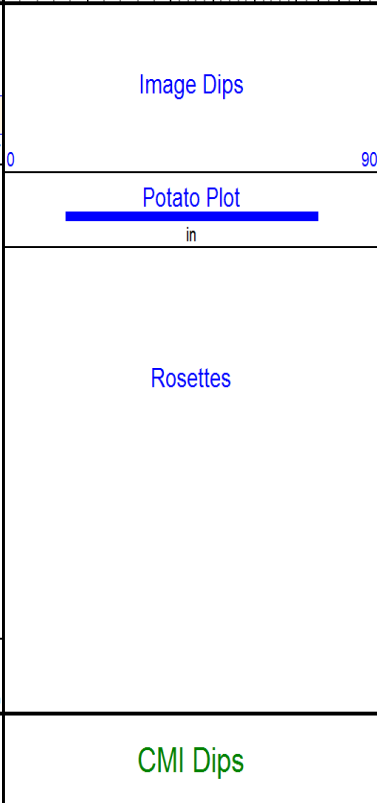 Image Dips
0 90
Potato Plot
in
Rosettes
CMI Dips